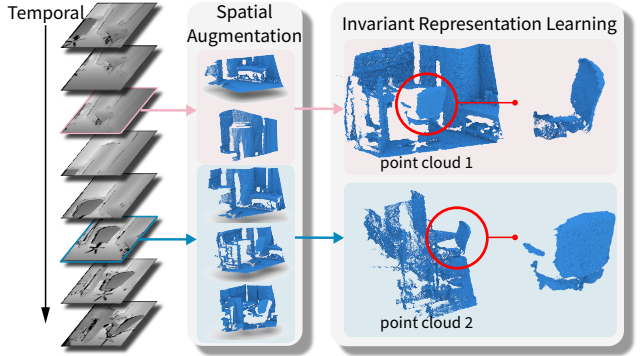 Temporal
Spatial
Augmentation
Invariant Representation Learning
point cloud 1
point cloud 2